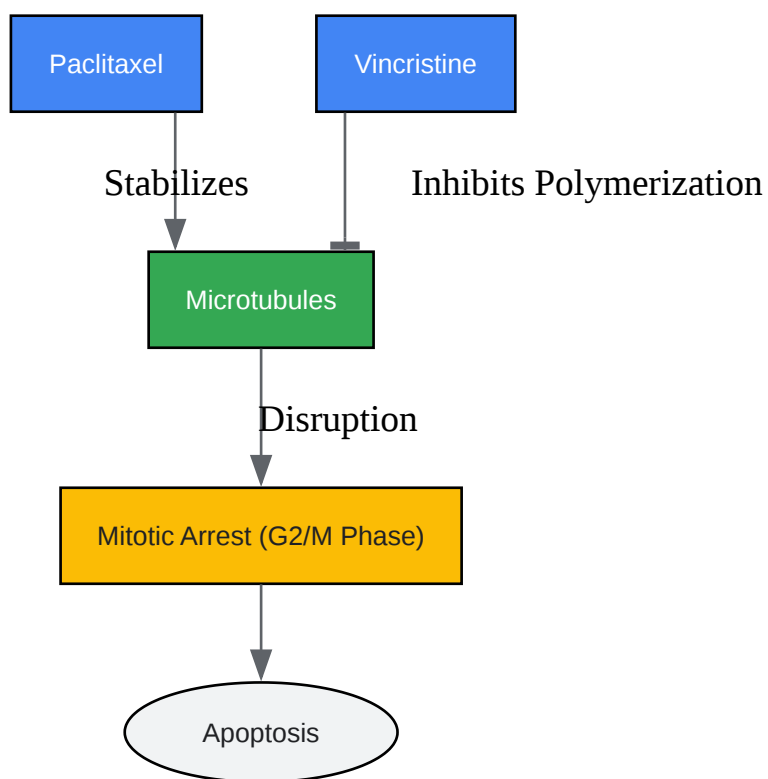 Paclitaxel
Vincristine
Stabilizes
Inhibits Polymerization
Microtubules
Disruption
Mitotic Arrest (G2/M Phase)
Apoptosis